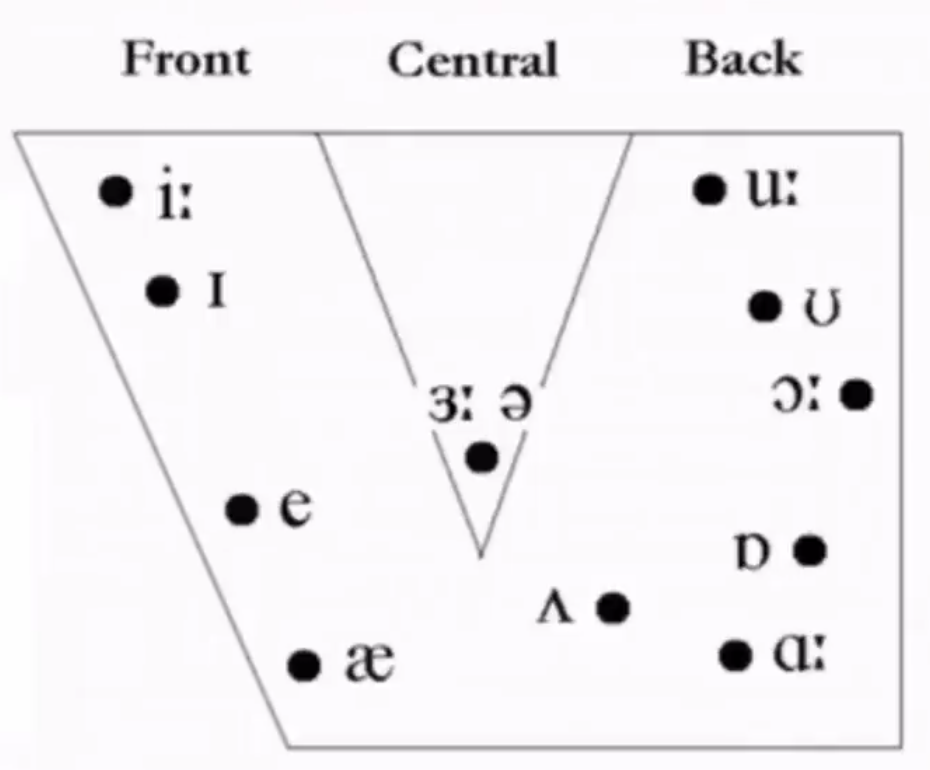 Front Central Back
iː uː
ɪ ʊ
ɜː ə ɔː
e ɒ
ʌ
æ ɑː